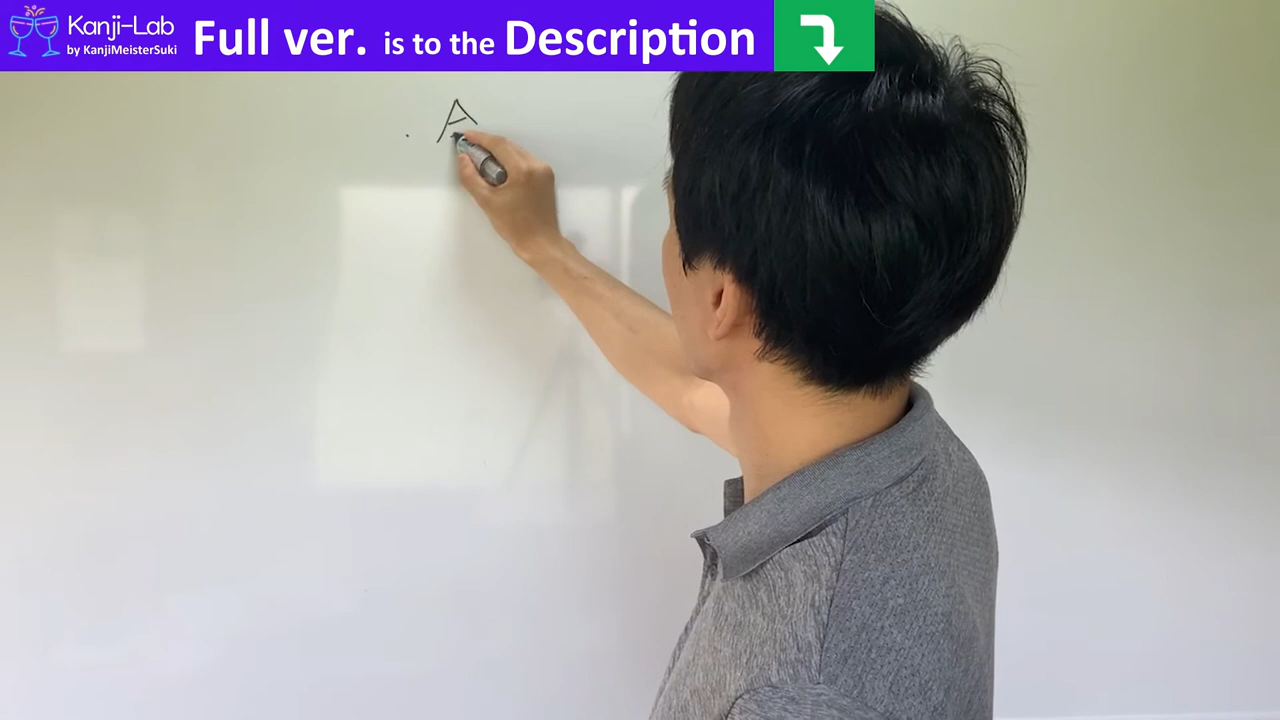 Kanji-Lab
by KanjiMeisterSuki
Full ver. is to the Description
A